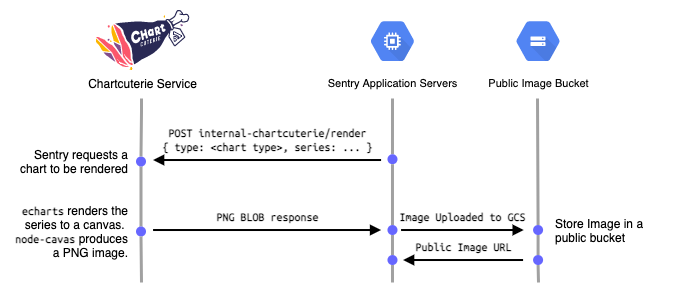 CHART
CUTERIE
Chartcuterie Service
Sentry Application Servers
Public Image Bucket
POST internal-chartcuterie/render
{ type: <chart type>, series: ... }
Sentry requests a
chart to be rendered
echarts renders the
series to a canvas.
node-cavas produces
a PNG image.
PNG BLOB response
Image Uploaded to GCS
Store Image in a
public bucket
Public Image URL